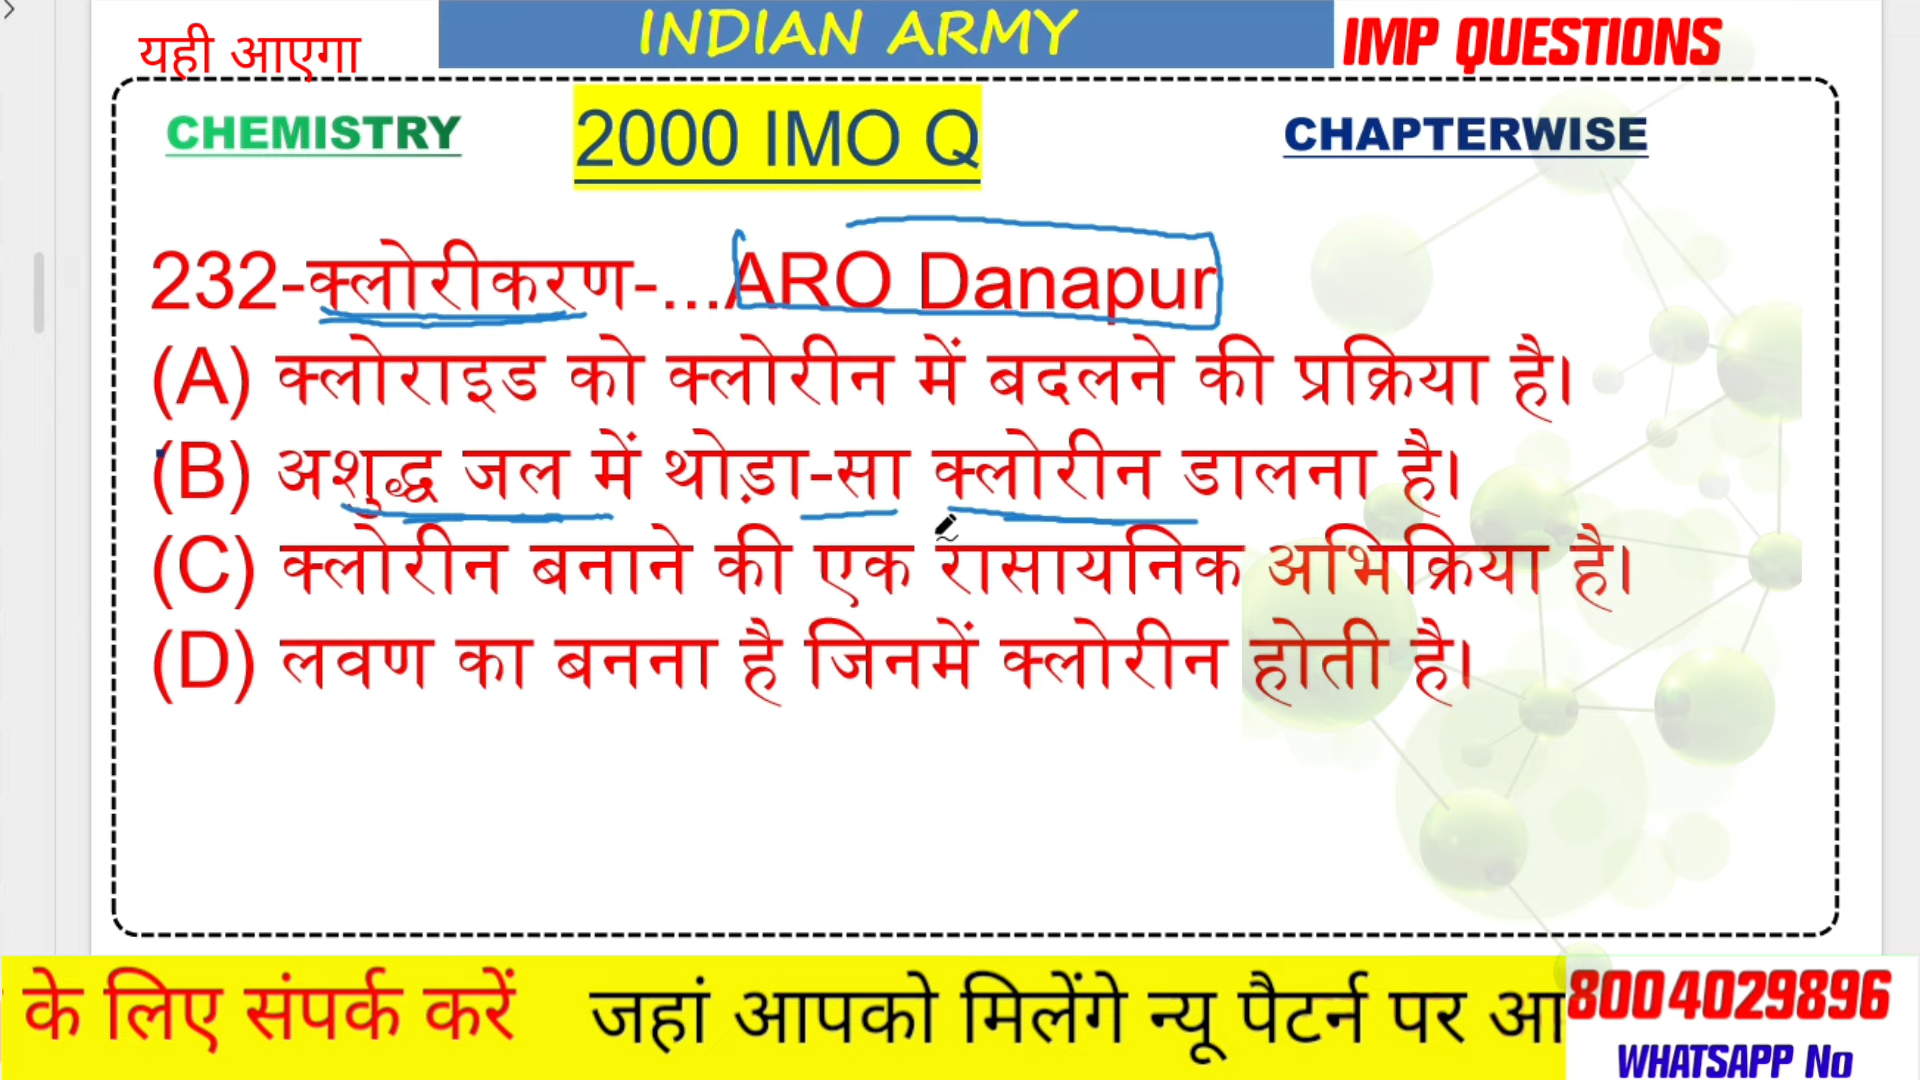 यही आएगा
INDIAN ARMY
IMP QUESTIONS
CHEMISTRY
2000 IMO Q
CHAPTERWISE
232-क्लोरीकरण-...ARO Danapur
(A) क्लोराइड को क्लोरीन में बदलने की प्रक्रिया है।
(B) अशुद्ध जल में थोड़ा-सा क्लोरीन डालना है।
(C) क्लोरीन बनाने की एक रासायनिक अभिक्रिया है।
(D) लवण का बनना है जिनमें क्लोरीन होती है।
के लिए संपर्क करें जहां आपको मिलेंगे न्यू पैटर्न पर आ
8004029896
WHATSAPP No